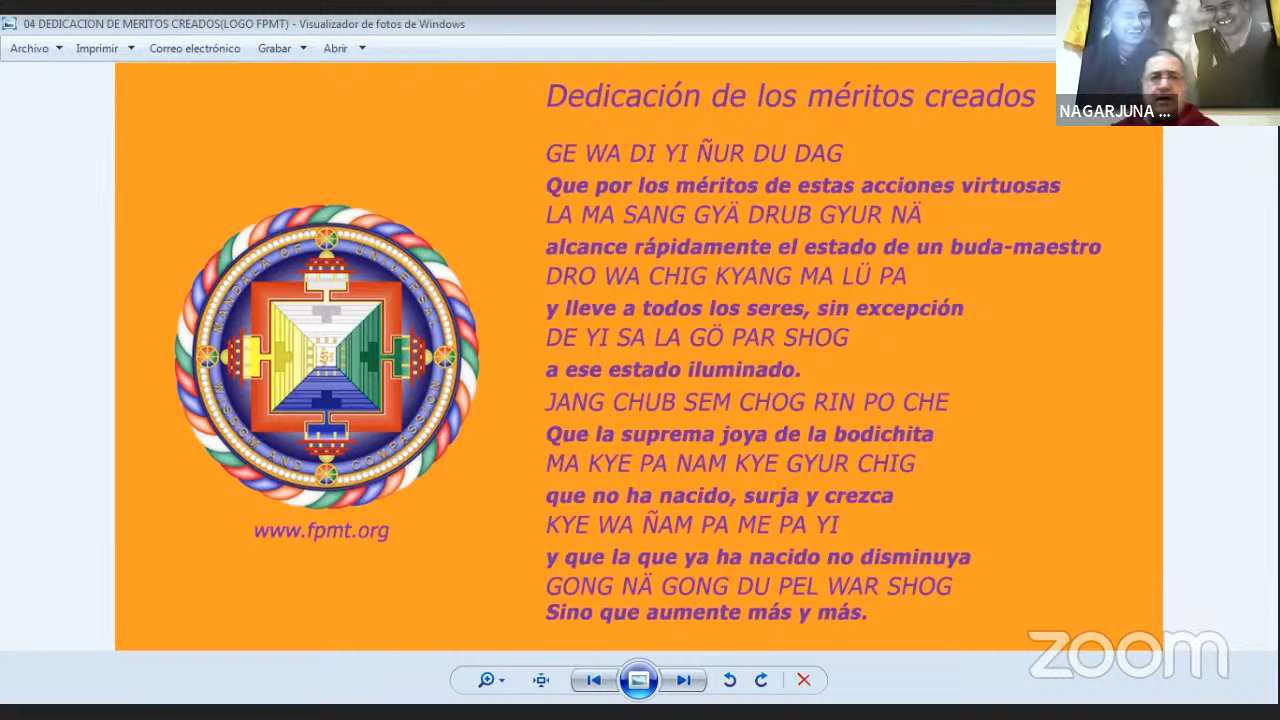 04 DEDICACION DE MERITOS CREADOS(LOGO FPMT) - Visualizador de fotos de Windows
Archivo Imprimir Correo electrónico Grabar Abrir
NAGARJUNA ...
Dedicación de los méritos creados
GE WA DI YI ÑUR DU DAG
Que por los méritos de estas acciones virtuosas
LA MA SANG GYÄ DRUB GYUR NÄ
alcance rápidamente el estado de un buda-maestro
DRO WA CHIG KYANG MA LÜ PA
y lleve a todos los seres, sin excepción
DE YI SA LA GÖ PAR SHOG
a ese estado iluminado.
JANG CHUB SEM CHOG RIN PO CHE
Que la suprema joya de la bodichita
MA KYE PA NAM KYE GYUR CHIG
que no ha nacido, surja y crezca
KYE WA ÑAM PA ME PA YI
y que la que ya ha nacido no disminuya
GONG NÄ GONG DU PEL WAR SHOG
Sino que aumente más y más.
MANDALA OF UNIVERSAL
WISDOM AND COMPASSION
www.fpmt.org
zoom